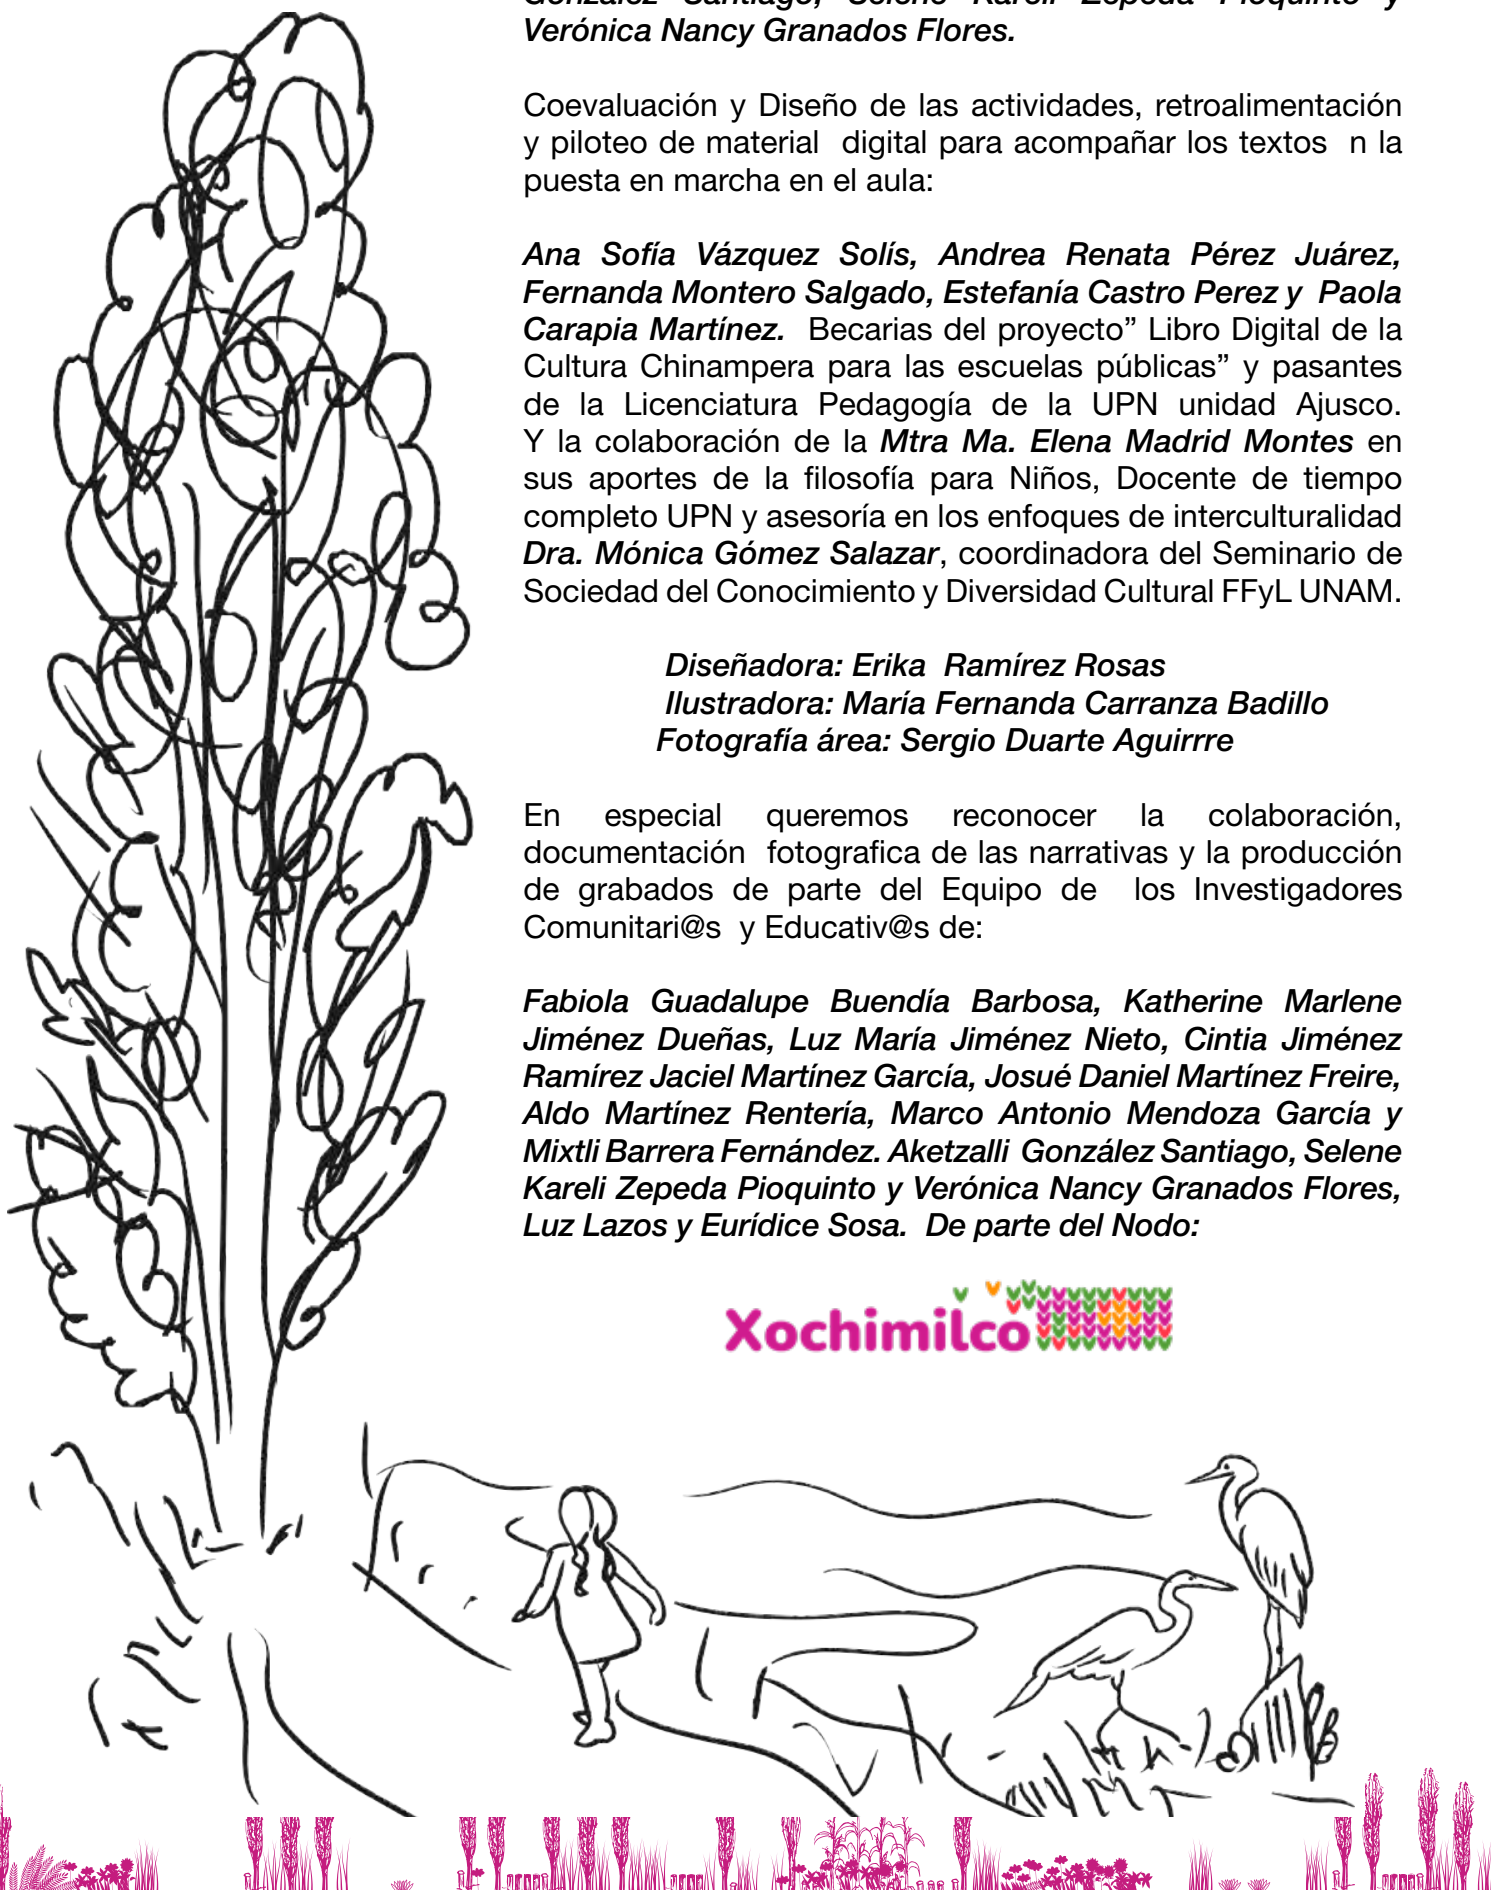 González Santiago, Selene Kareli Zepeda Pioquinto y
Verónica Nancy Granados Flores.
Coevaluación y Diseño de las actividades, retroalimentación
y piloteo de material digital para acompañar los textos n la
puesta en marcha en el aula:
Ana Sofía Vázquez Solís, Andrea Renata Pérez Juárez,
Fernanda Montero Salgado, Estefanía Castro Perez y Paola
Carapia Martínez. Becarias del proyecto” Libro Digital de la
Cultura Chinampera para las escuelas públicas” y pasantes
de la Licenciatura Pedagogía de la UPN unidad Ajusco.
Y la colaboración de la Mtra Ma. Elena Madrid Montes en
sus aportes de la filosofía para Niños, Docente de tiempo
completo UPN y asesoría en los enfoques de interculturalidad
Dra. Mónica Gómez Salazar, coordinadora del Seminario de
Sociedad del Conocimiento y Diversidad Cultural FFyL UNAM.
Diseñadora: Erika Ramírez Rosas
Ilustradora: María Fernanda Carranza Badillo
Fotografía área: Sergio Duarte Aguirrre
En especial queremos reconocer la colaboración,
documentación fotografica de las narrativas y la producción
de grabados de parte del Equipo de los Investigadores
Comunitari@s y Educativ@s de:
Fabiola Guadalupe Buendía Barbosa, Katherine Marlene
Jiménez Dueñas, Luz María Jiménez Nieto, Cintia Jiménez
Ramírez Jaciel Martínez García, Josué Daniel Martínez Freire,
Aldo Martínez Rentería, Marco Antonio Mendoza García y
Mixtli Barrera Fernández. Aketzalli González Santiago, Selene
Kareli Zepeda Pioquinto y Verónica Nancy Granados Flores,
Luz Lazos y Eurídice Sosa. De parte del Nodo:
Xochimilco